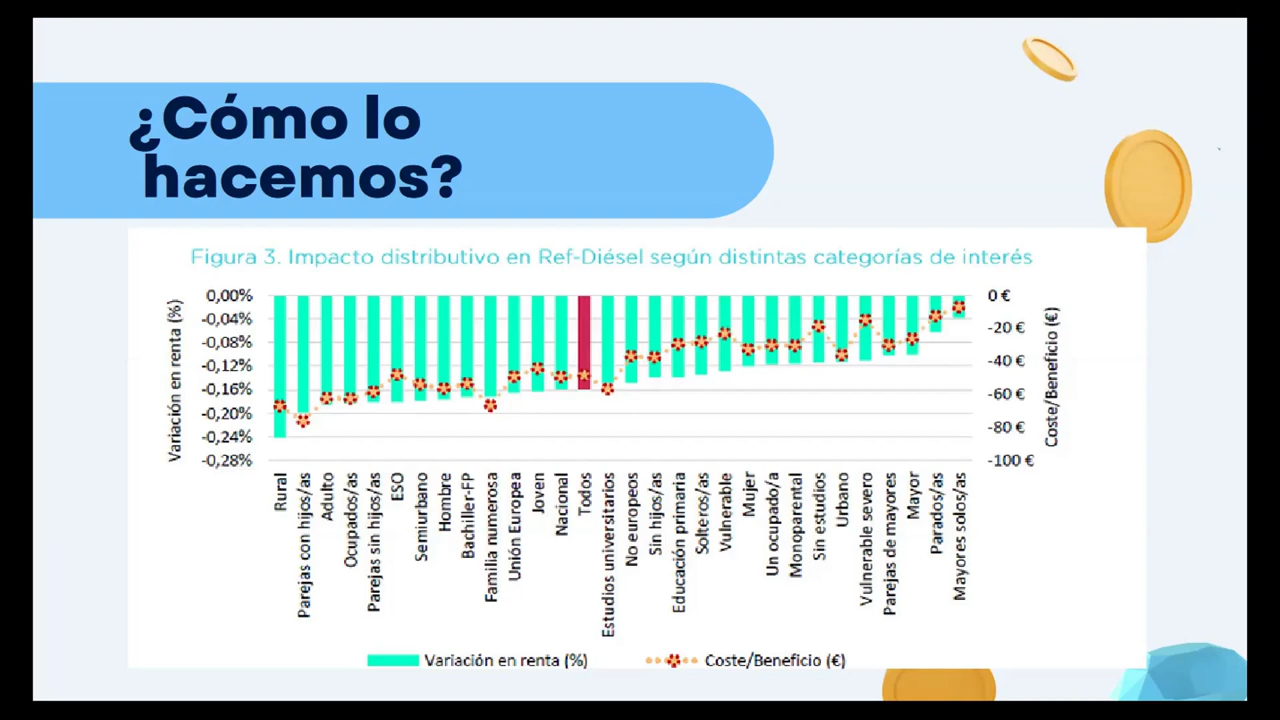 ¿Cómo lo
hacemos?
Figura 3. Impacto distributivo en Ref-Diésel según distintas categorías de interés
Variación en renta (%)
0,00%
-0,04%
-0,08%
-0,12%
-0,16%
-0,20%
-0,24%
-0,28%
0 €
-20 €
-40 €
-60 €
-80 €
-100 €
Coste/Beneficio (€)
Rural
Parejas con hijos/as
Adulto
Ocupados/as
Parejas sin hijos/as
ESO
Semiurbano
Hombre
Bachiller-FP
Familia numerosa
Unión Europea
Joven
Nacional
Todos
Estudios universitarios
No europeos
Sin hijos/as
Educación primaria
Solteros/as
Vulnerable
Mujer
Un ocupado/a
Monoparental
Sin estudios
Urbano
Vulnerable severo
Parejas de mayores
Mayor
Parados/as
Mayores solos/as
Variación en renta (%)
Coste/Beneficio (€)